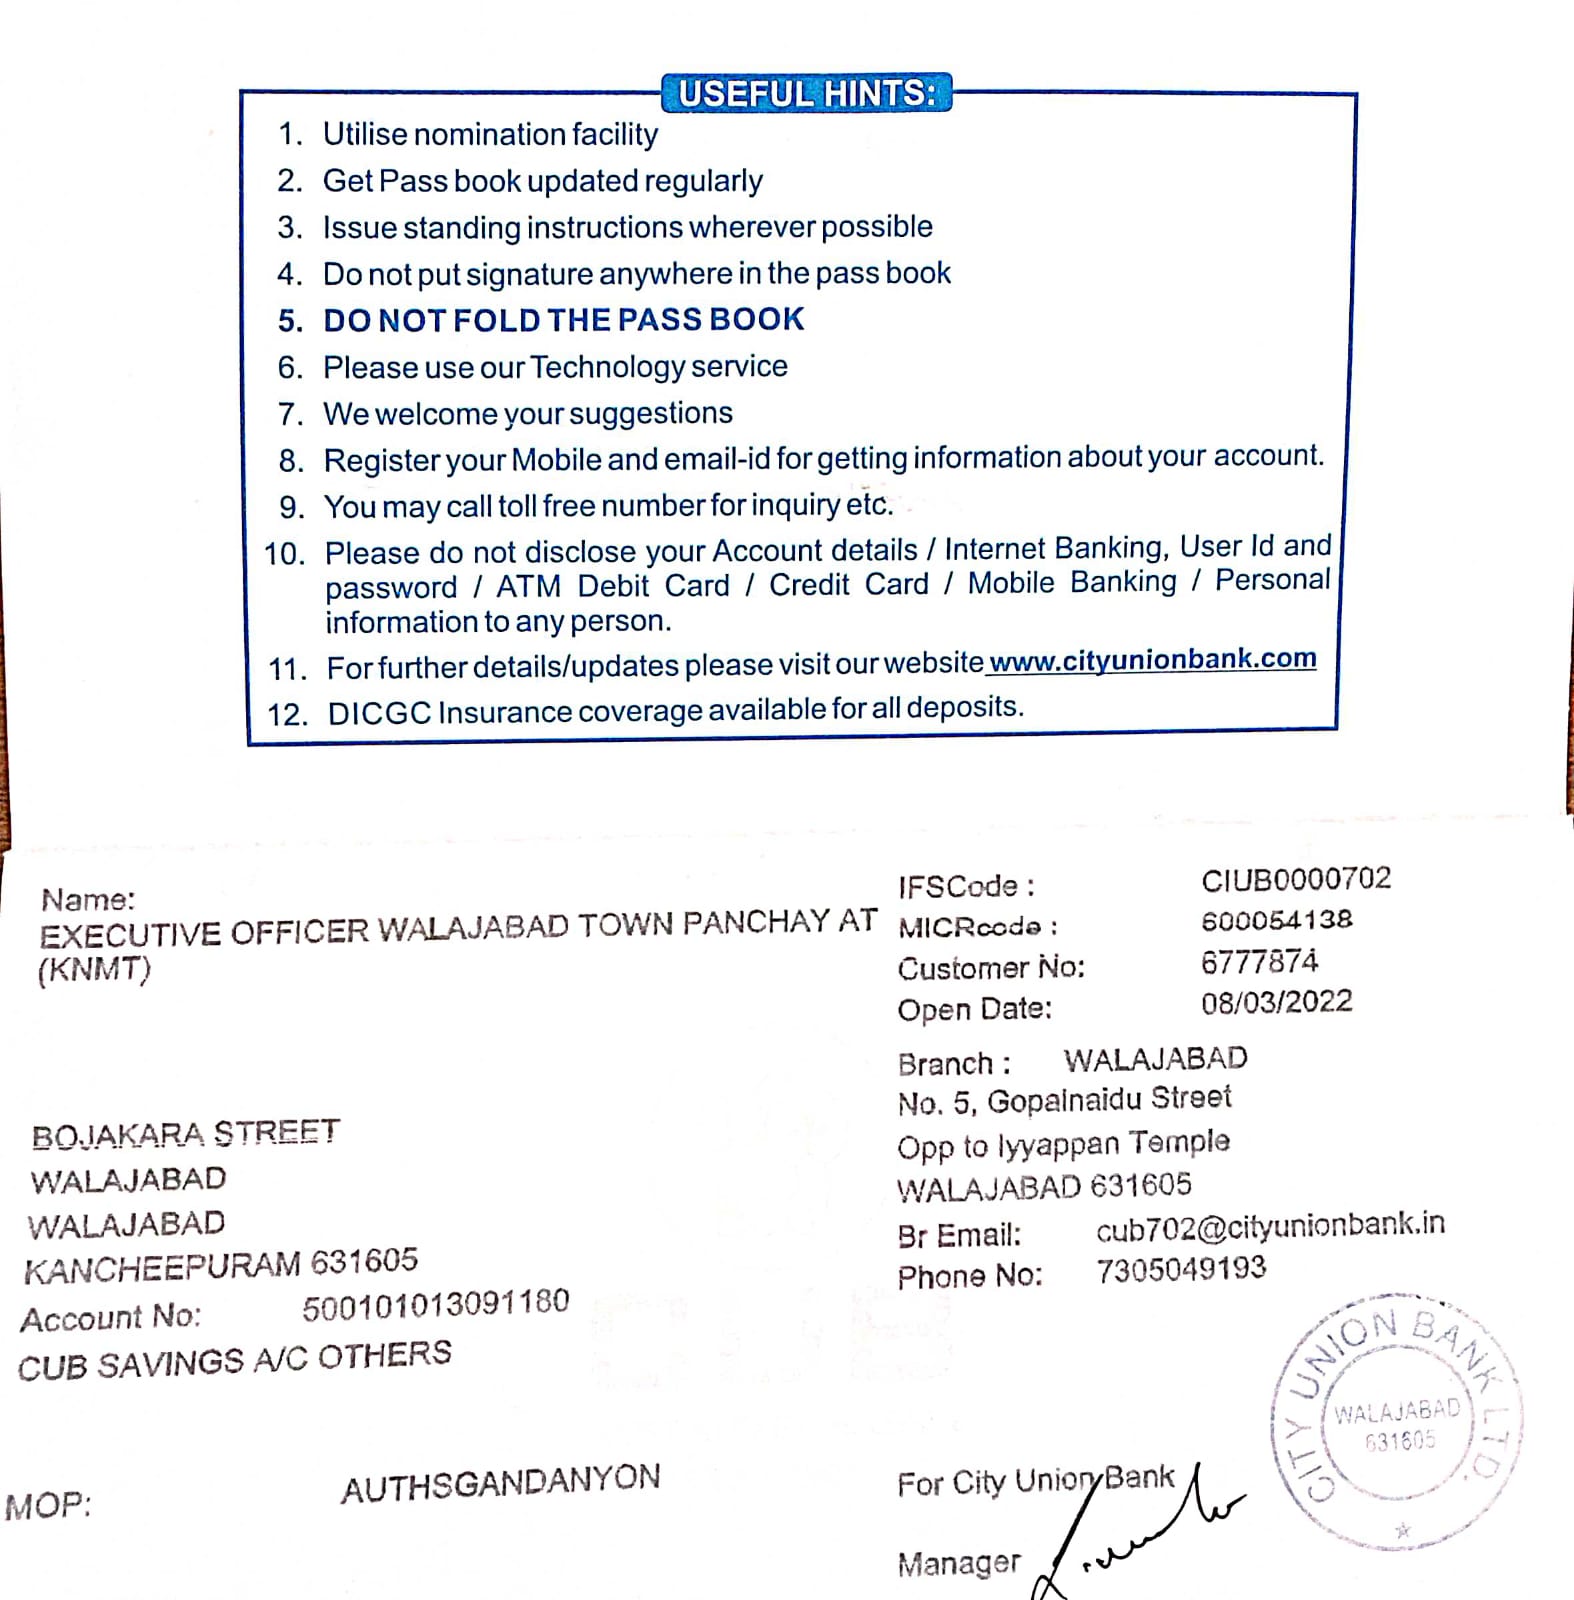 USEFUL HINTS:
1. Utilise nomination facility
2. Get Pass book updated regularly
3. Issue standing instructions wherever possible
4. Do not put signature anywhere in the pass book
5. DO NOT FOLD THE PASS BOOK
6. Please use our Technology service
7. We welcome your suggestions
8. Register your Mobile and email-id for getting information about your account.
9. You may call toll free number for inquiry etc.
10. Please do not disclose your Account details / Internet Banking, User Id and
password / ATM Debit Card / Credit Card / Mobile Banking / Personal
information to any person.
11. For further details/updates please visit our website www.cityunionbank.com
12. DICGC Insurance coverage available for all deposits.
Name:
EXECUTIVE OFFICER WALAJABAD TOWN PANCHAY AT
(KNMT)
BOJAKARA STREET
WALAJABAD
WALAJABAD
KANCHEEPURAM 631605
Account No: 500101013091180
CUB SAVINGS A/C OTHERS
MOP: AUTHSGANDANYON
IFSCode : CIUB0000702
MICRcode : 600054138
Customer No: 6777874
Open Date: 08/03/2022
Branch : WALAJABAD
No. 5, Gopalnaidu Street
Opp to Iyyappan Temple
WALAJABAD 631605
Br Email: cub702@cityunionbank.in
Phone No: 7305049193
CITY UNION BANK LTD.
WALAJABAD
631605
For City Union Bank
Manager